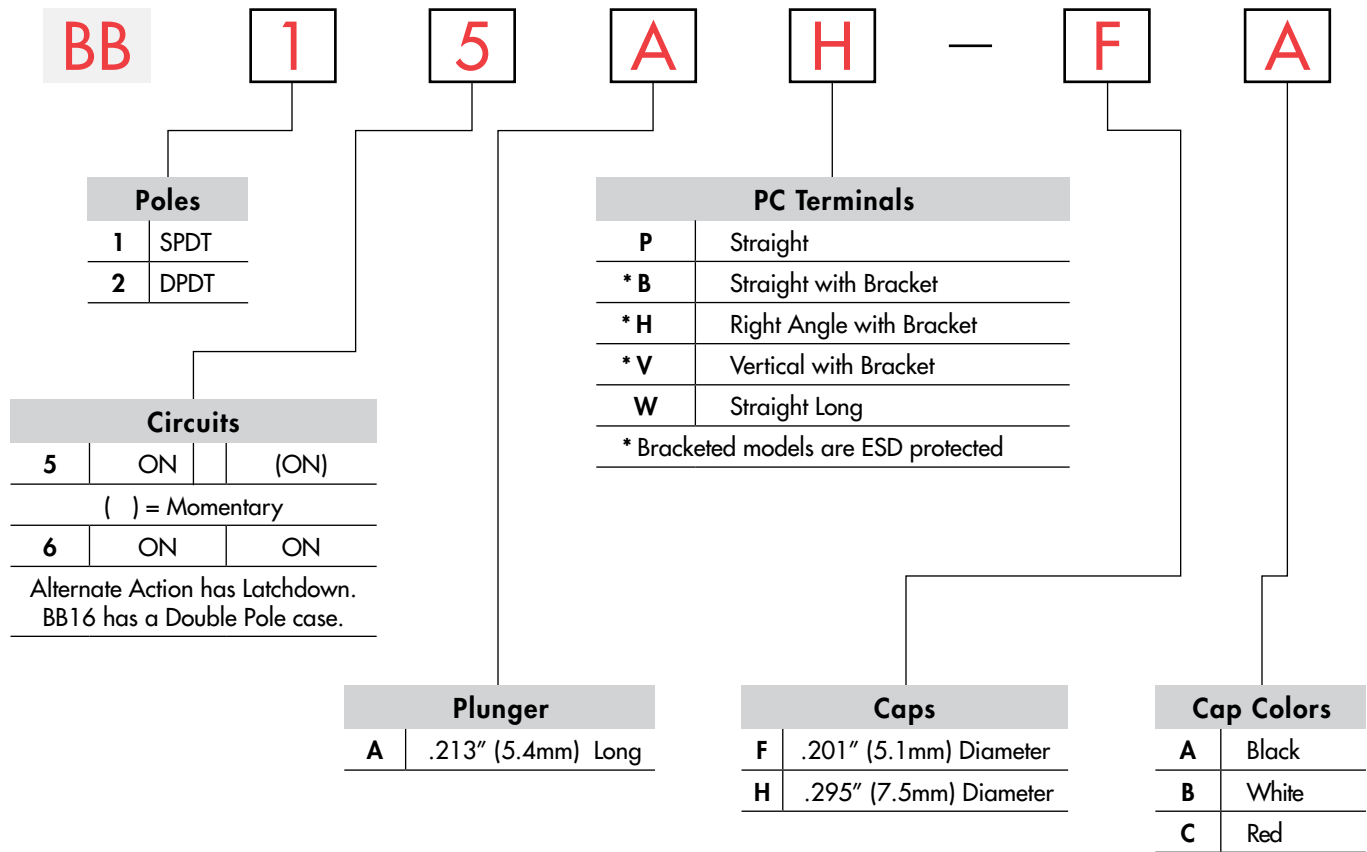 BB 1 5 A H — F A
Poles
1 SPDT
2 DPDT
PC Terminals
P Straight
* B Straight with Bracket
* H Right Angle with Bracket
* V Vertical with Bracket
W Straight Long
* Bracketed models are ESD protected
Circuits
5 ON (ON)
( ) = Momentary
6 ON ON
Alternate Action has Latchdown.
BB16 has a Double Pole case.
Plunger
A .213″ (5.4mm) Long
Caps
F .201″ (5.1mm) Diameter
H .295″ (7.5mm) Diameter
Cap Colors
A Black
B White
C Red